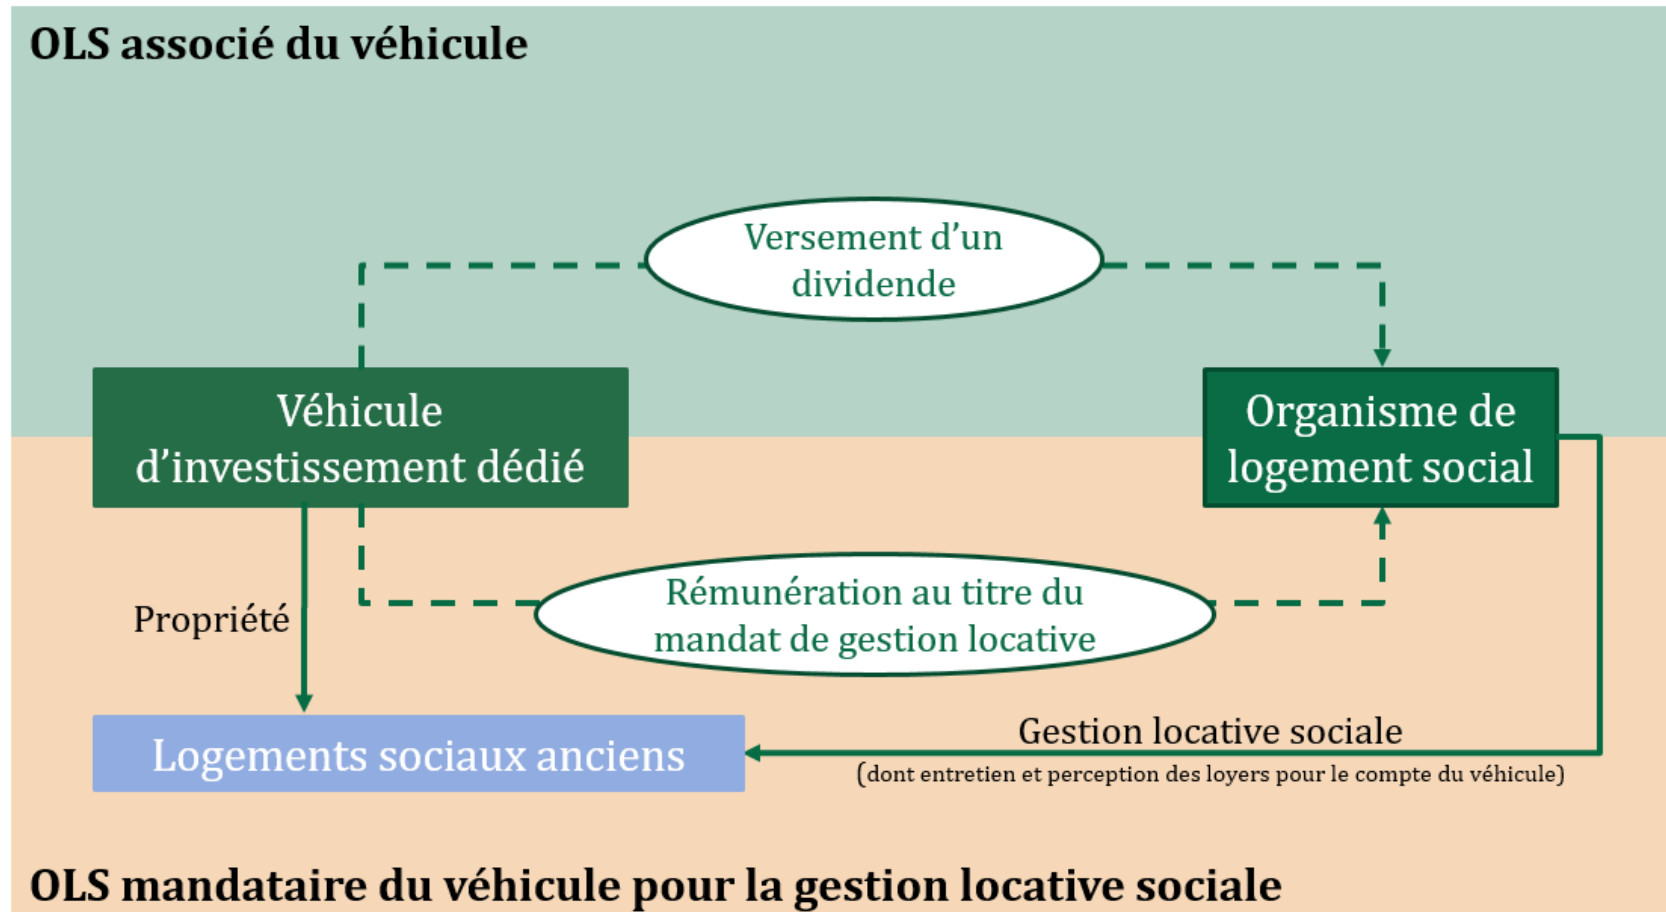 OLS associé du véhicule
Versement d’un
dividende
Véhicule
d’investissement dédié
Organisme de
logement social
Rémunération au titre du
mandat de gestion locative
Propriété
Logements sociaux anciens
Gestion locative sociale
(dont entretien et perception des loyers pour le compte du véhicule)
OLS mandataire du véhicule pour la gestion locative sociale